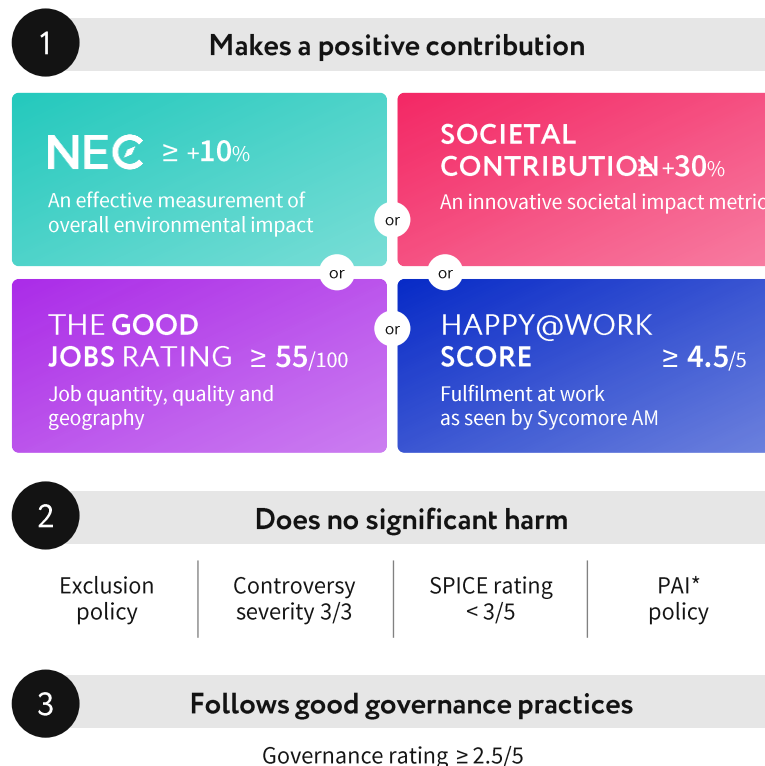 1
Makes a positive contribution
NEC ≥ +10%
An effective measurement of
overall environmental impact
SOCIETAL
CONTRIBUTION ≥ +30%
An innovative societal impact metric
or
or
or
THE GOOD
JOBS RATING ≥ 55/100
Job quantity, quality and
geography
or
HAPPY@WORK
SCORE ≥ 4.5/5
Fulfilment at work
as seen by Sycomore AM
2
Does no significant harm
Exclusion
policy
Controversy
severity 3/3
SPICE rating
< 3/5
PAI*
policy
3
Follows good governance practices
Governance rating ≥ 2.5/5